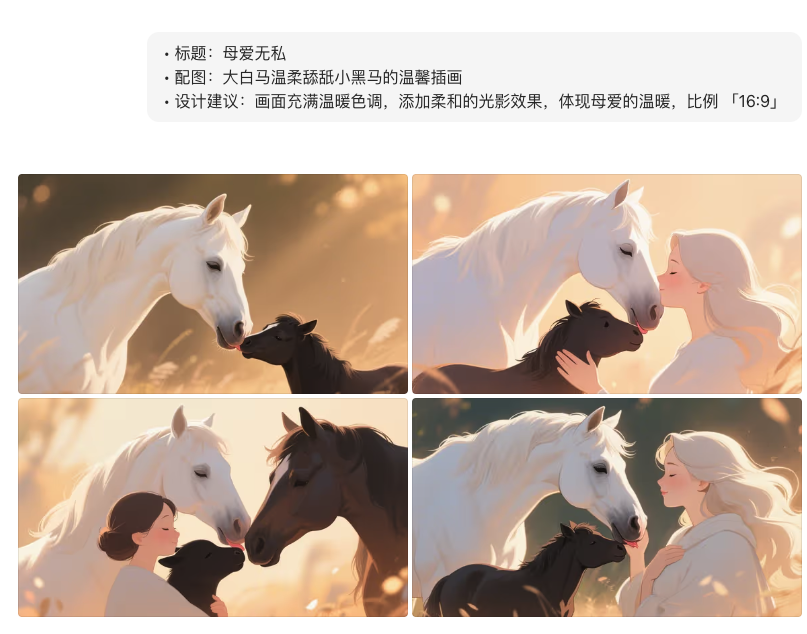 • 标题：母爱无私
• 配图：大白马温柔舔舐小黑马的温馨插画
• 设计建议：画面充满温暖色调，添加柔和的光影效果，体现母爱的温暖，比例 「16:9」